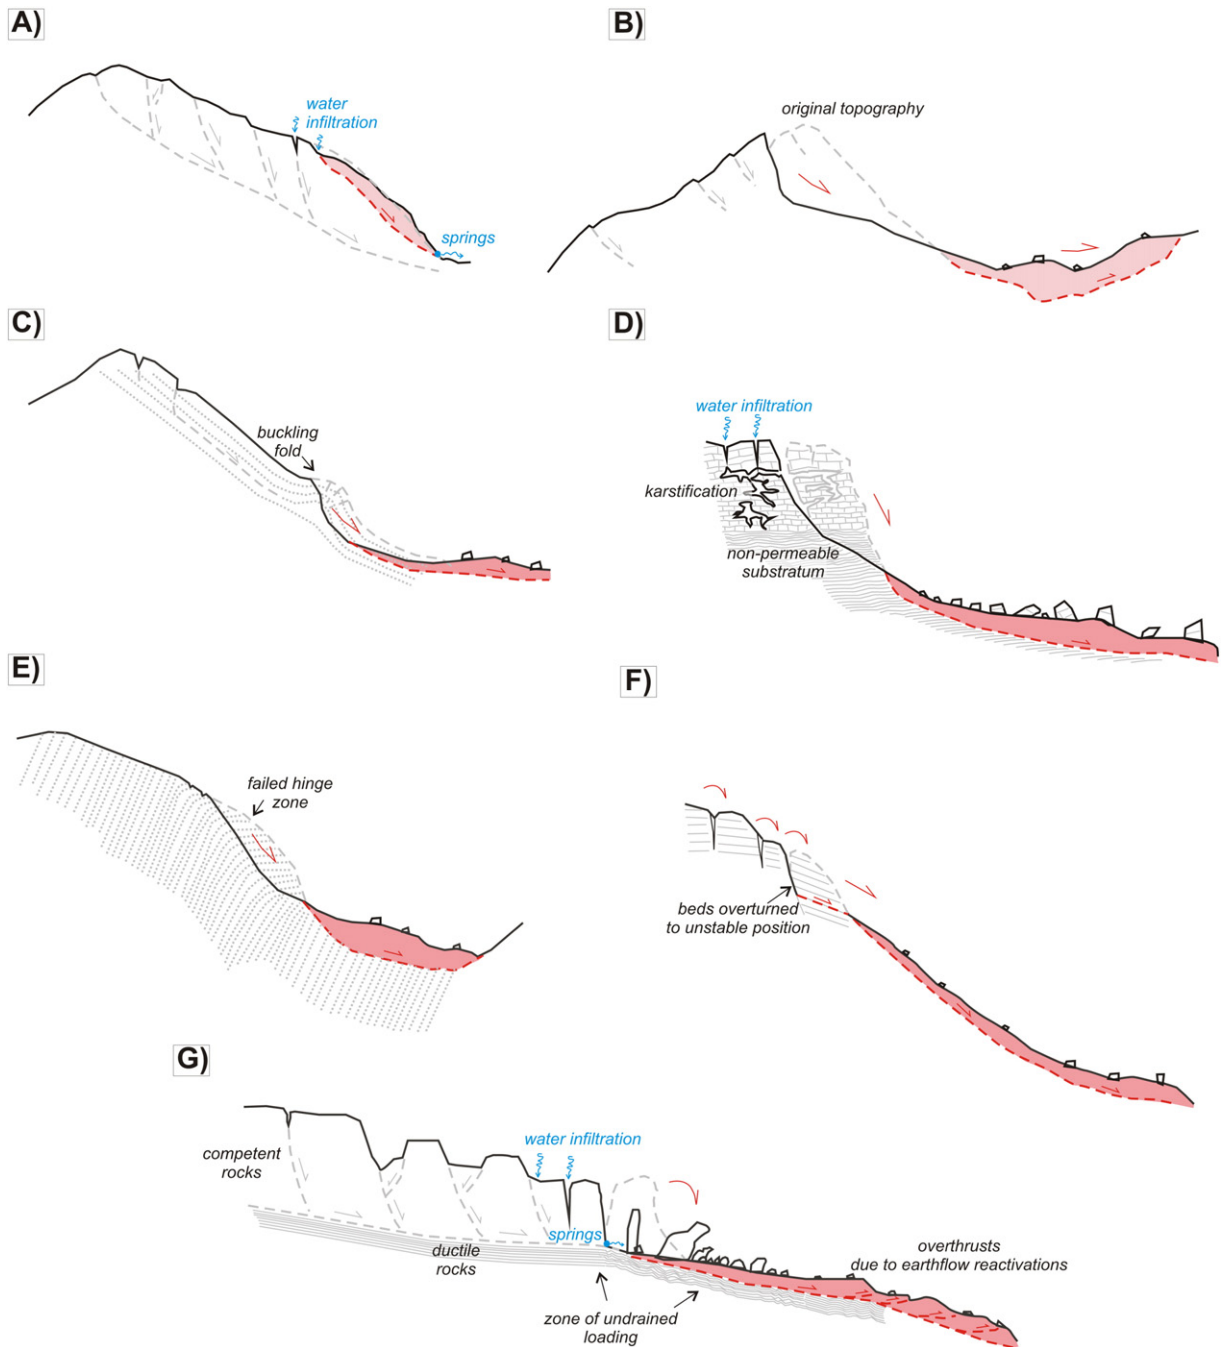 A)
B)
water
infiltration
original topography
springs
C)
D)
buckling
fold
water infiltration
karstification
non-permeable
substratum
E)
F)
failed hinge
zone
beds overturned
to unstable position
G)
competent
rocks
water infiltration
springs
ductile
rocks
overthrusts
due to earthflow reactivations
zone of undrained
loading